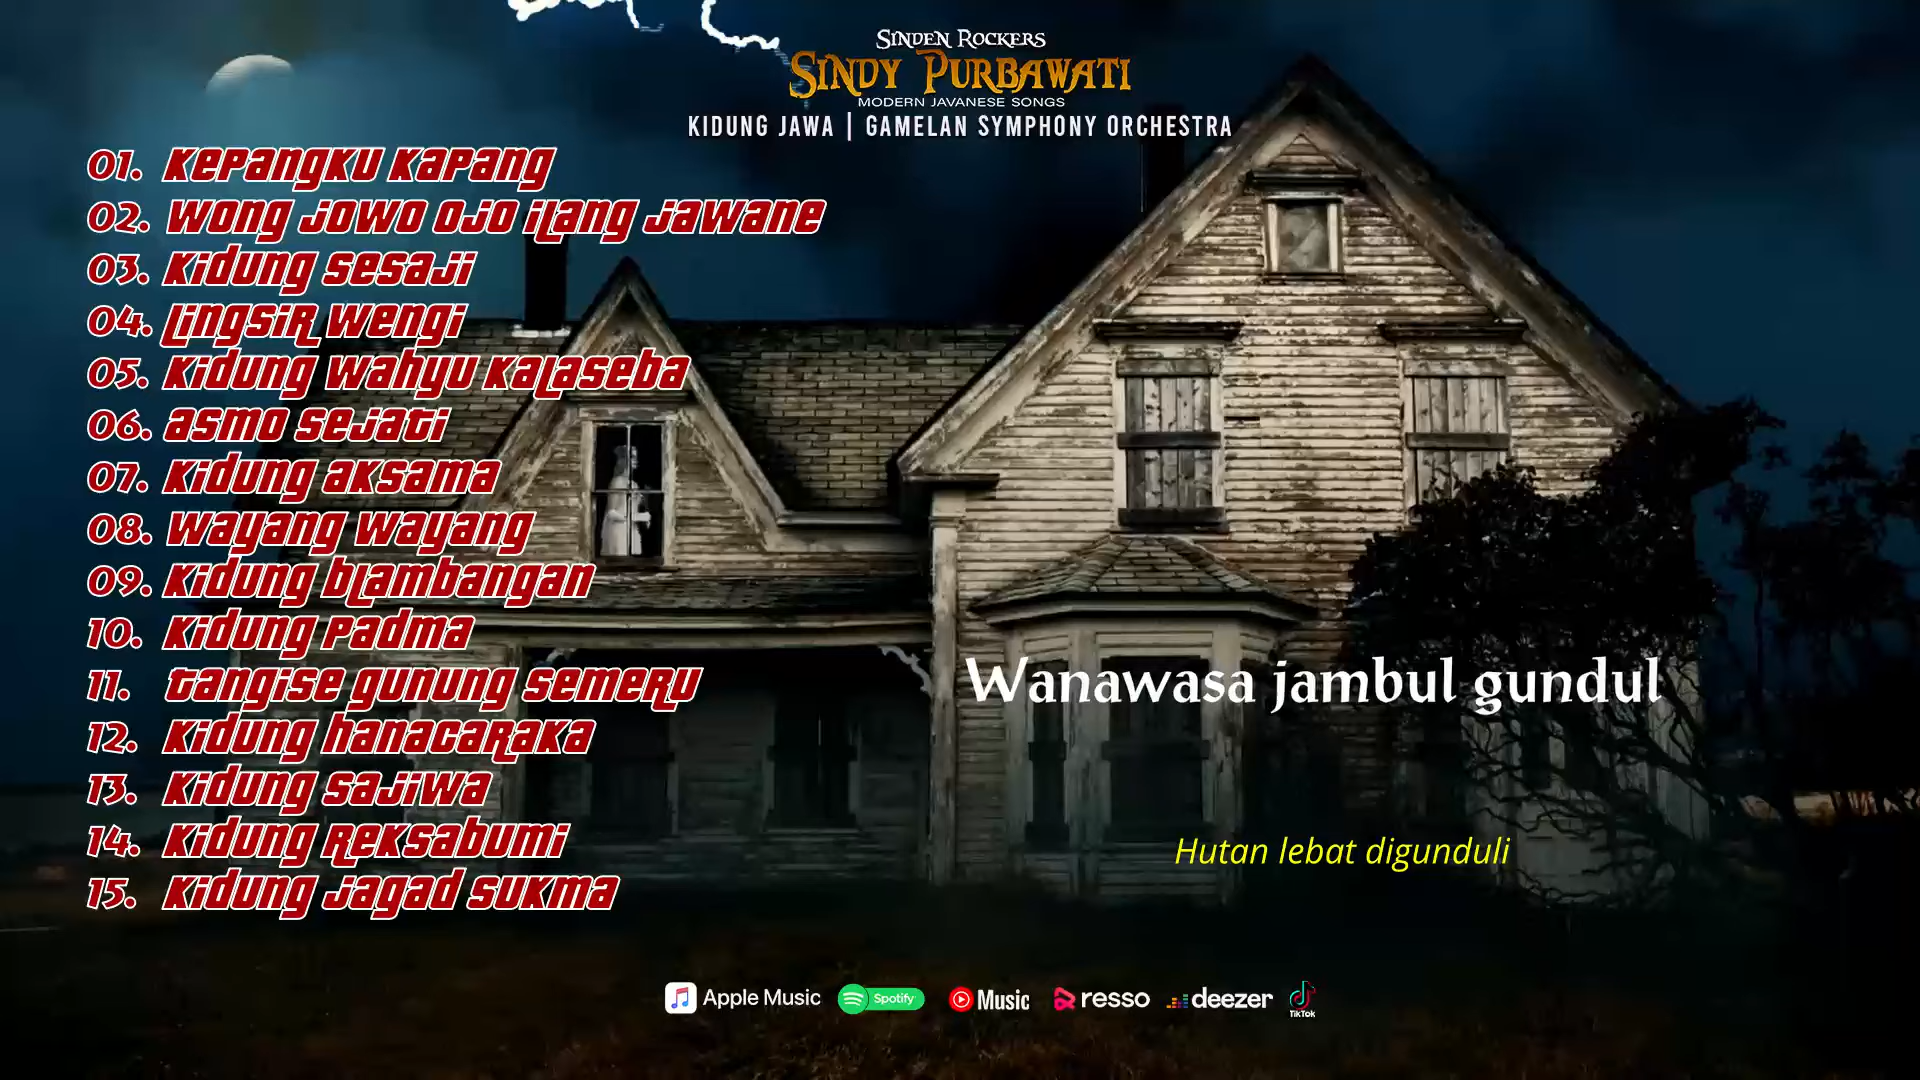 SINDEN ROCKERS
SINDY PURBAWATI
MODERN JAVANESE SONGS
KIDUNG JAWA | GAMELAN SYMPHONY ORCHESTRA
01. Kepangku Kapang
02. Wong Jowo Ojo Ilang Jawane
03. Kidung Sesaji
04. Lingsir Wengi
05. Kidung Wahyu Kalaseba
06. Asmo Sejati
07. Kidung Aksama
08. Wayang Wayang
09. Kidung Blambangan
10. Kidung Padma
11. Tangise Gunung Semeru
12. Kidung Hanacaraka
13. Kidung Sajiwa
14. Kidung Reksabumi
15. Kidung Jagad Sukma
Wanawasa jambul gundul
Hutan lebat digunduli
Apple Music Spotify Music resso deezer TikTok